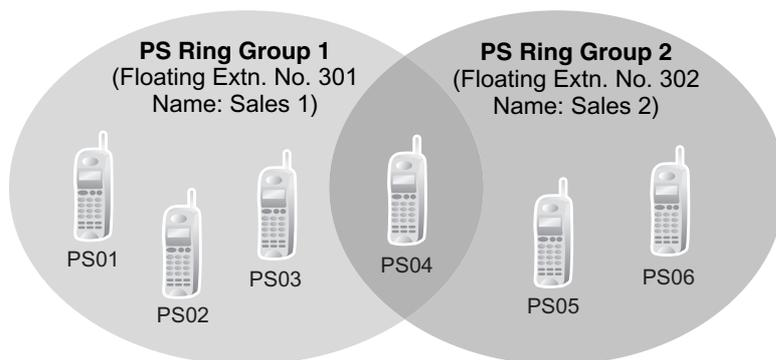 PS Ring Group 1
(Floating Extn. No. 301
Name: Sales 1)
PS Ring Group 2
(Floating Extn. No. 302
Name: Sales 2)
PS01
PS02
PS03
PS04
PS05
PS06